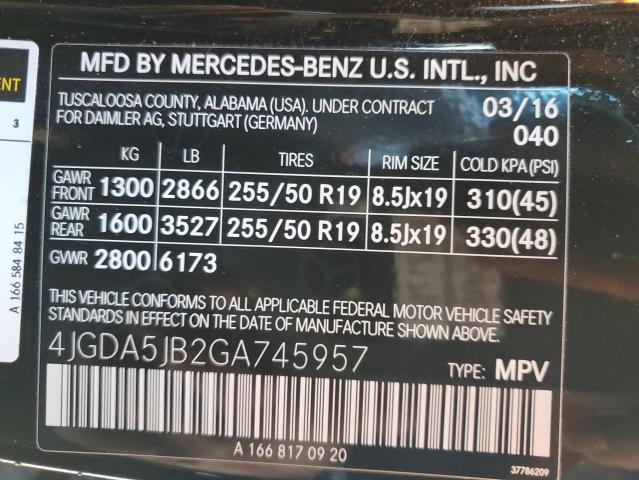 MFD BY MERCEDES-BENZ U.S. INTL., INC
TUSCALOOSA COUNTY, ALABAMA (USA). UNDER CONTRACT
FOR DAIMLER AG, STUTTGART (GERMANY)
03/16
040
KG LB TIRES RIM SIZE COLD KPA (PSI)
GAWR FRONT 1300 2866 255/50 R19 8.5Jx19 310(45)
GAWR REAR 1600 3527 255/50 R19 8.5Jx19 330(48)
GVWR 2800 6173
THIS VEHICLE CONFORMS TO ALL APPLICABLE FEDERAL MOTOR VEHICLE SAFETY
STANDARDS IN EFFECT ON THE DATE OF MANUFACTURE SHOWN ABOVE.
4JGDA5JB2GA745957
TYPE: MPV
A 166 817 09 20
37786209
A 166 584 84 15
3